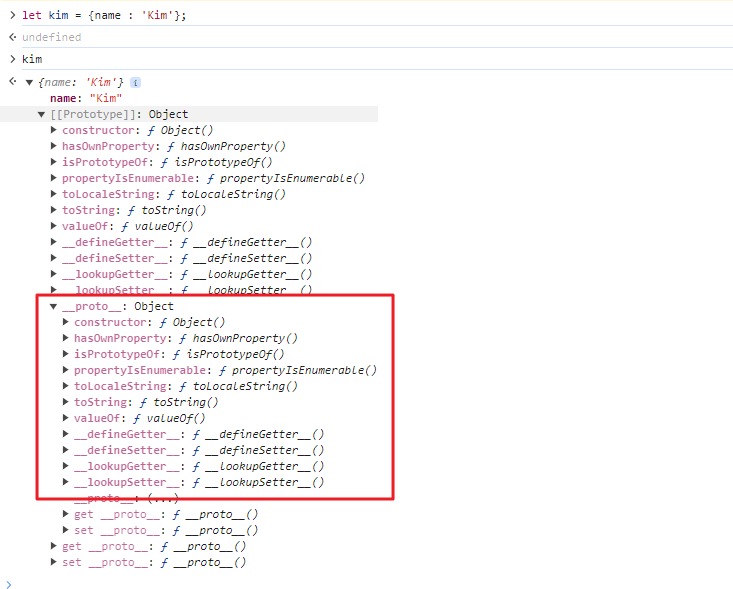 let kim = {name : 'Kim'};
undefined
kim
{name: 'Kim'} i
name: "Kim"
[[Prototype]]: Object
constructor: ƒ Object()
hasOwnProperty: ƒ hasOwnProperty()
isPrototypeOf: ƒ isPrototypeOf()
propertyIsEnumerable: ƒ propertyIsEnumerable()
toLocaleString: ƒ toLocaleString()
toString: ƒ toString()
valueOf: ƒ valueOf()
__defineGetter__: ƒ __defineGetter__()
__defineSetter__: ƒ __defineSetter__()
__lookupGetter__: ƒ __lookupGetter__()
__lookupSetter__: ƒ __lookupSetter__()
__proto__: Object
constructor: ƒ Object()
hasOwnProperty: ƒ hasOwnProperty()
isPrototypeOf: ƒ isPrototypeOf()
propertyIsEnumerable: ƒ propertyIsEnumerable()
toLocaleString: ƒ toLocaleString()
toString: ƒ toString()
valueOf: ƒ valueOf()
__defineGetter__: ƒ __defineGetter__()
__defineSetter__: ƒ __defineSetter__()
__lookupGetter__: ƒ __lookupGetter__()
__lookupSetter__: ƒ __lookupSetter__()
__proto__: (...)
get __proto__: ƒ __proto__()
set __proto__: ƒ __proto__()
get __proto__: ƒ __proto__()
set __proto__: ƒ __proto__()